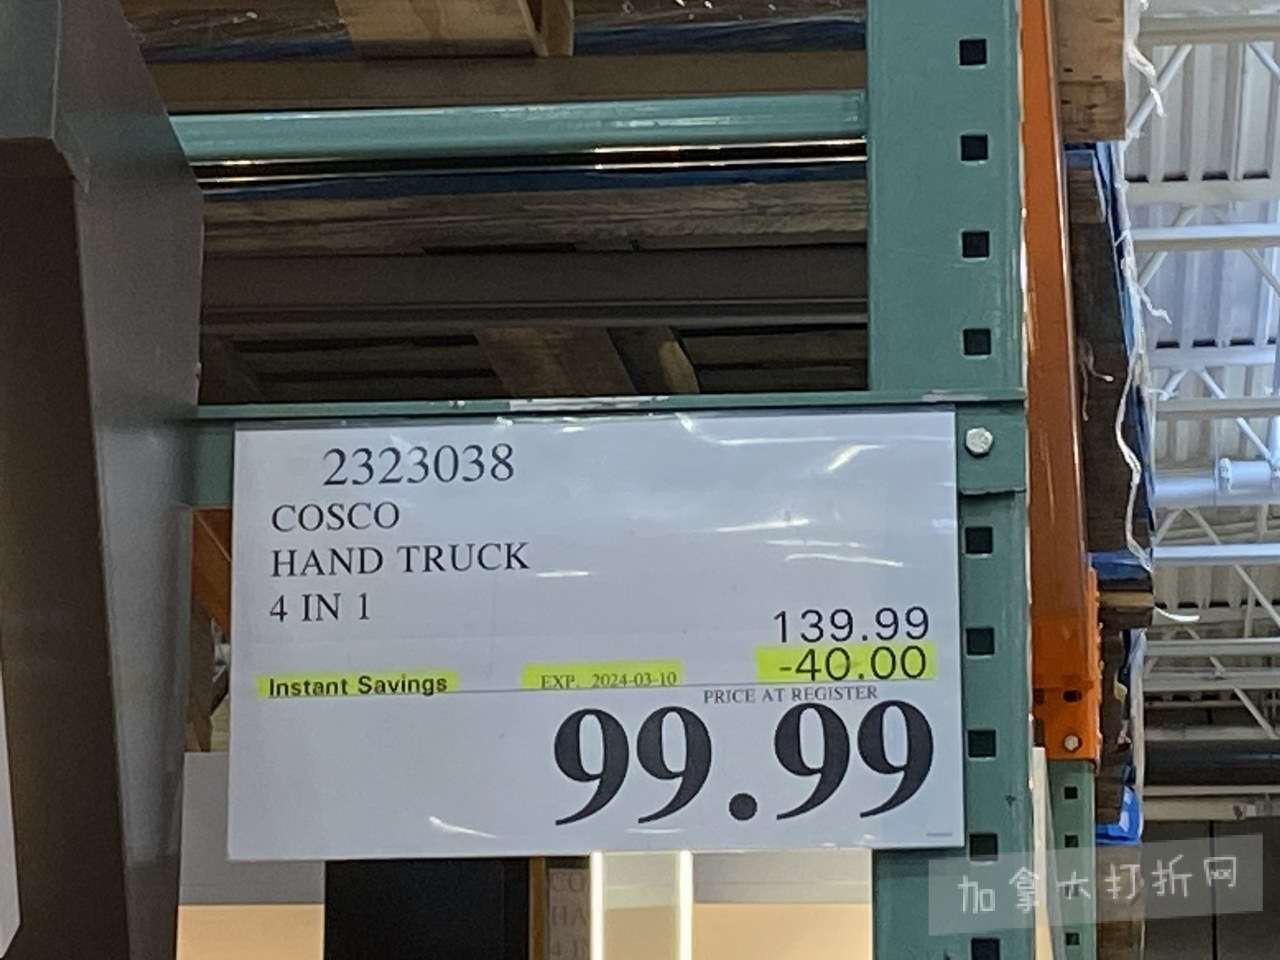 2323038
COSCO
HAND TRUCK
4 IN 1
139.99
-40.00
Instant Savings EXP. 2024-03-10
PRICE AT REGISTER
99.99
加拿大打折网